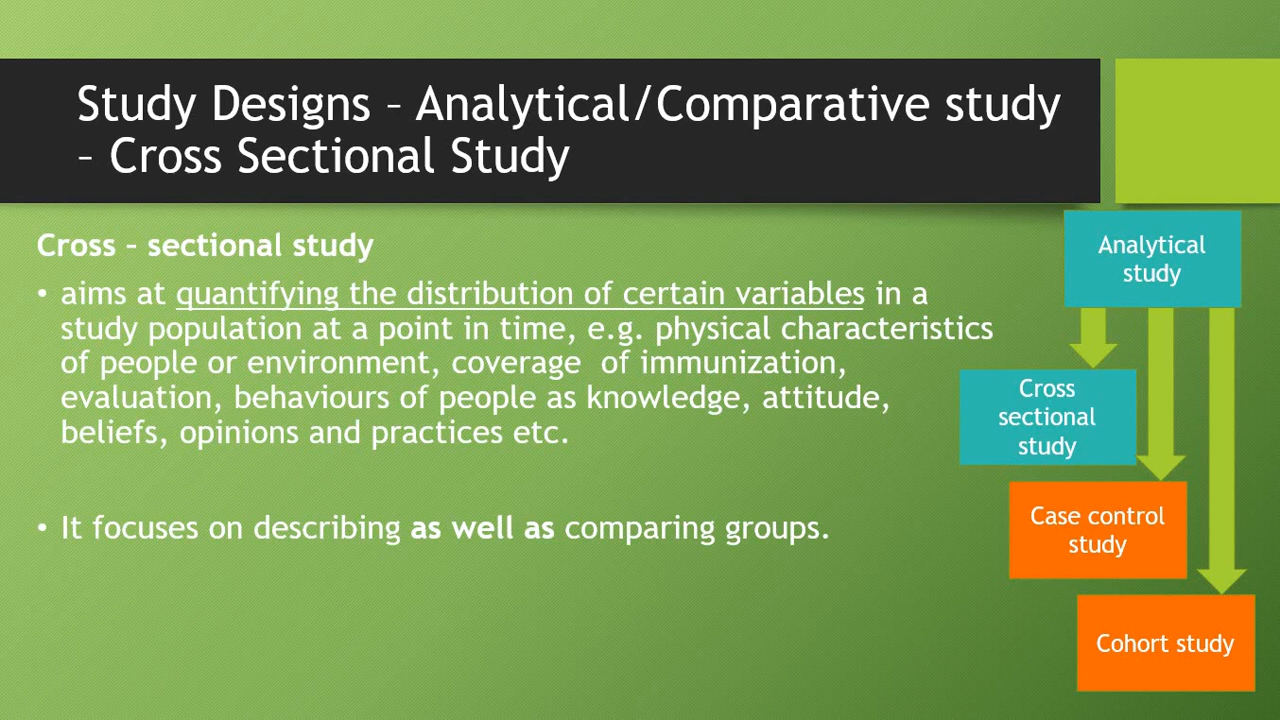 Study Designs – Analytical/Comparative study
– Cross Sectional Study
Cross – sectional study
• aims at quantifying the distribution of certain variables in a
study population at a point in time, e.g. physical characteristics
of people or environment, coverage  of immunization,
evaluation, behaviours of people as knowledge, attitude,
beliefs, opinions and practices etc.
• It focuses on describing as well as comparing groups.
Analytical
study
Cross
sectional
study
Case control
study
Cohort study